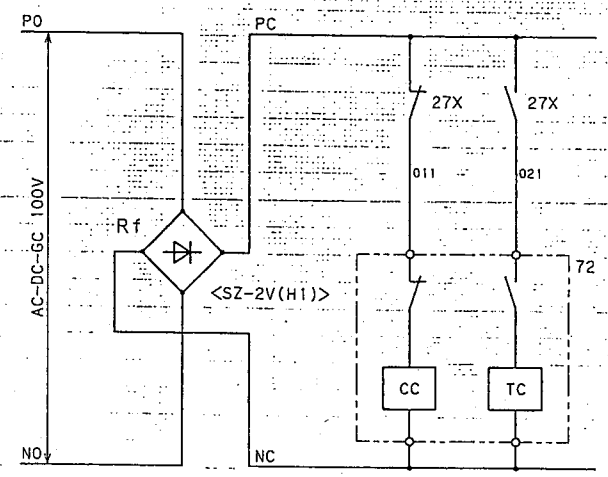 PO
PC
27X
27X
011
021
AC-DC-GC 100V
Rf
72
<SZ-2V(H1)>
CC
TC
NO
NC